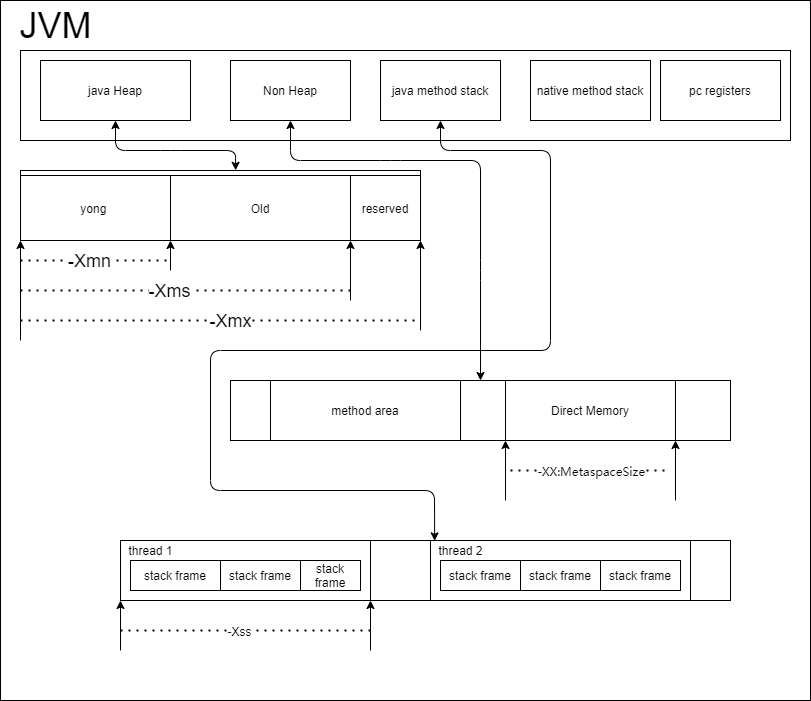 JVM
java Heap
Non Heap
java method stack
native method stack
pc registers
yong
Old
reserved
-Xmn
-Xms
-Xmx
method area
Direct Memory
-XX:MetaspaceSize
thread 1
stack frame
stack frame
stack
frame
thread 2
stack frame
stack frame
stack frame
-Xss